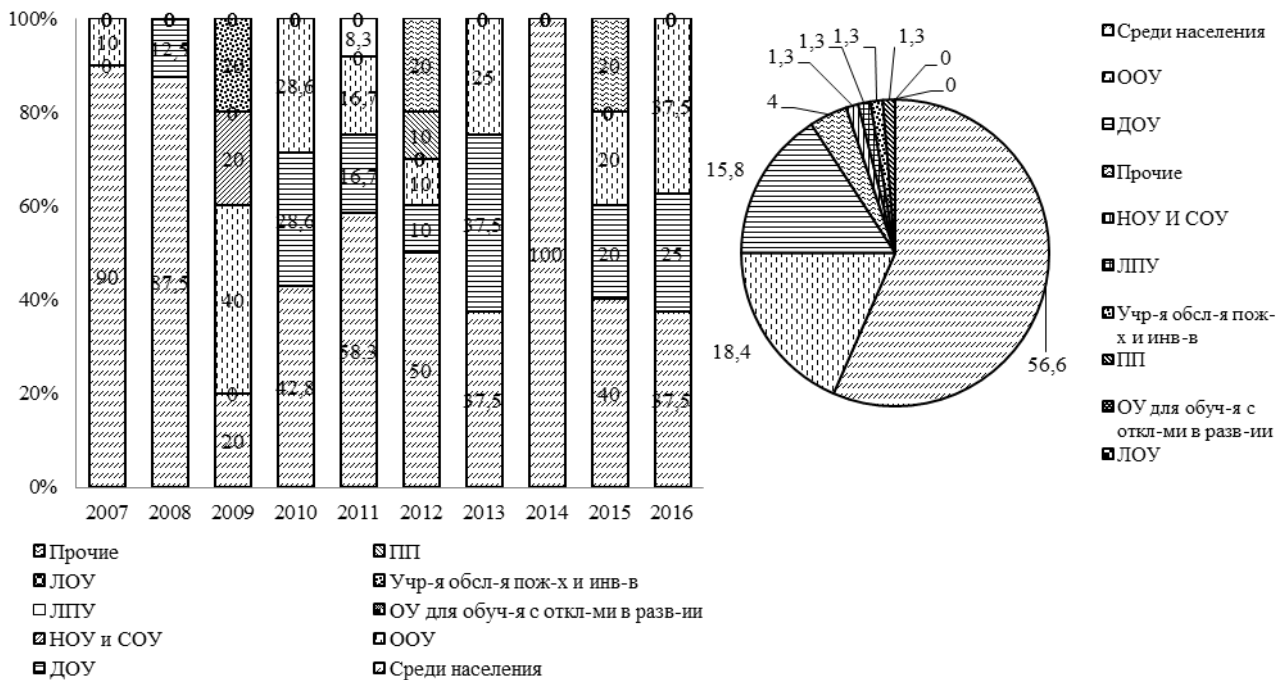 100%
80%
60%
40%
20%
0%
0 0 0 0 0 0 0 0
10 12,5 20 28,6 8,3 20 25 20 37,5
0 0 0 0
20 16,7 10 20
0
40 28,6 16,7 10 37,5 20 25
10
90 87,5 0 42,8 58,3 50 37,5 100 40 37,5
20
2007 2008 2009 2010 2011 2012 2013 2014 2015 2016
Прочие
ЛОУ
ЛПУ
НОУ и СОУ
ДОУ
ПП
Учр-я обсл-я пож-х и инв-в
ОУ для обуч-я с откл-ми в разв-ии
ООУ
Среди населения
1,3
1,3
1,3
1,3
0
0
4
15,8
18,4
56,6
Среди населения
ООУ
ДОУ
Прочие
НОУ И СОУ
ЛПУ
Учр-я обсл-я пож-
х и инв-в
ПП
ОУ для обуч-я с
откл-ми в разв-ии
ЛОУ